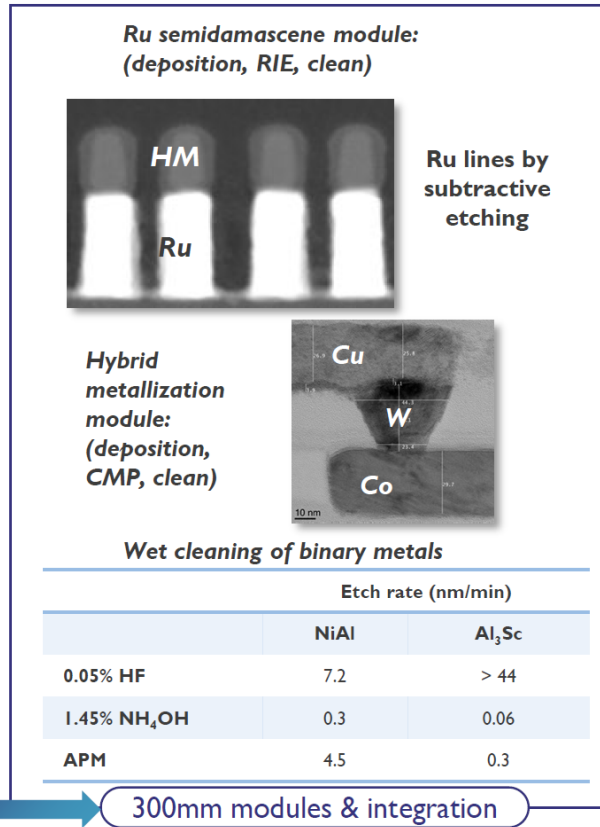 Ru semidamascene module:
(deposition, RIE, clean)
HM
Ru
Ru lines by
subtractive
etching
Hybrid
metallization
module:
(deposition,
CMP, clean)
Cu
W
Co
10 nm
Wet cleaning of binary metals
Etch rate (nm/min)
NiAl Al₃Sc
0.05% HF 7.2 > 44
1.45% NH₄OH 0.3 0.06
APM 4.5 0.3
300mm modules & integration